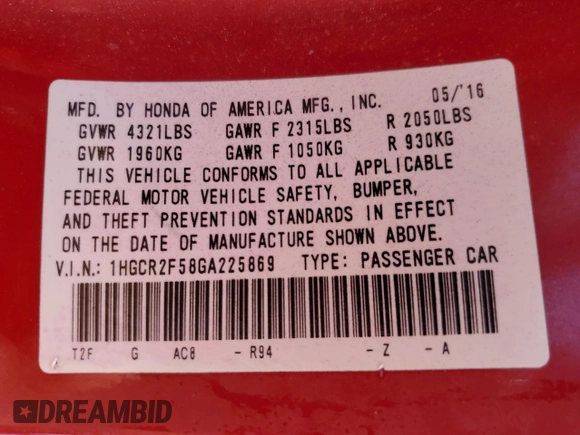 MFD. BY HONDA OF AMERICA MFG., INC. 05/'16
GVWR 4321LBS GAWR F 2315LBS R 2050LBS
GVWR 1960KG GAWR F 1050KG R 930KG
THIS VEHICLE CONFORMS TO ALL APPLICABLE
FEDERAL MOTOR VEHICLE SAFETY, BUMPER,
AND THEFT PREVENTION STANDARDS IN EFFECT
ON THE DATE OF MANUFACTURE SHOWN ABOVE.
V.I.N.: 1HGCR2F58GA225869 TYPE: PASSENGER CAR
T2F G AC8 - R94 - Z - A
DREAMBID